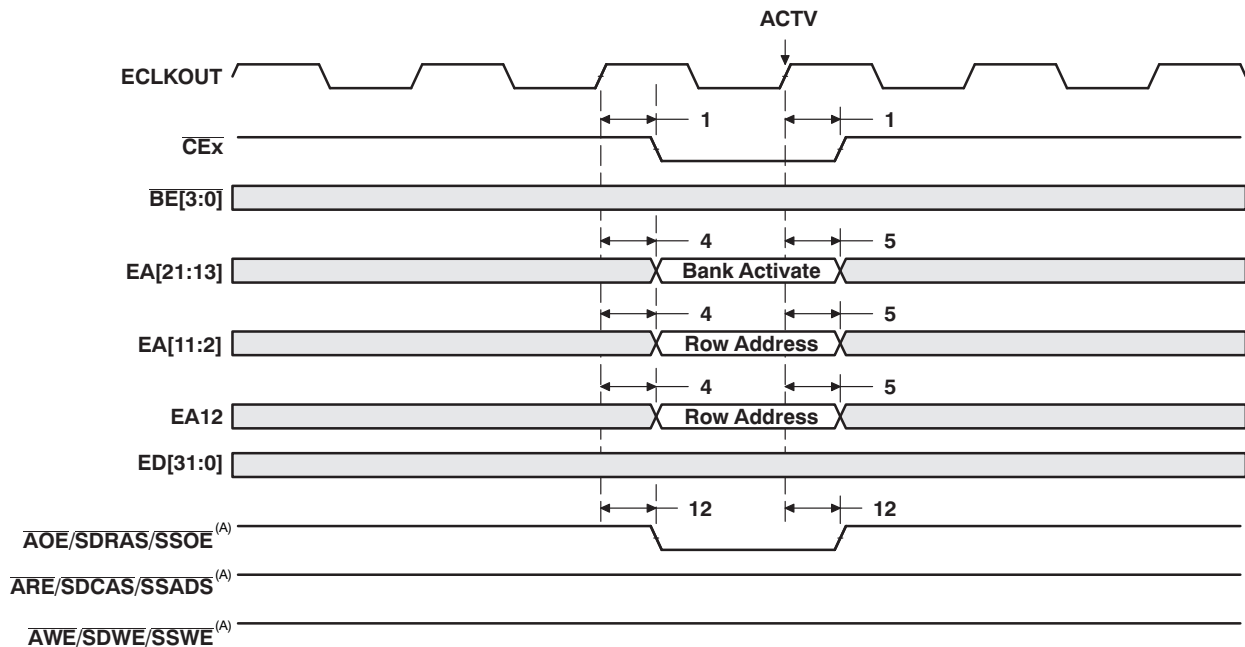 ACTV
ECLKOUT
1 1
CEx
BE[3:0]
4 5
EA[21:13] Bank Activate
4 5
EA[11:2] Row Address
4 5
EA12 Row Address
ED[31:0]
12 12
AOE/SDRAS/SSOE(A)
ARE/SDCAS/SSADS(A)
AWE/SDWE/SSWE(A)